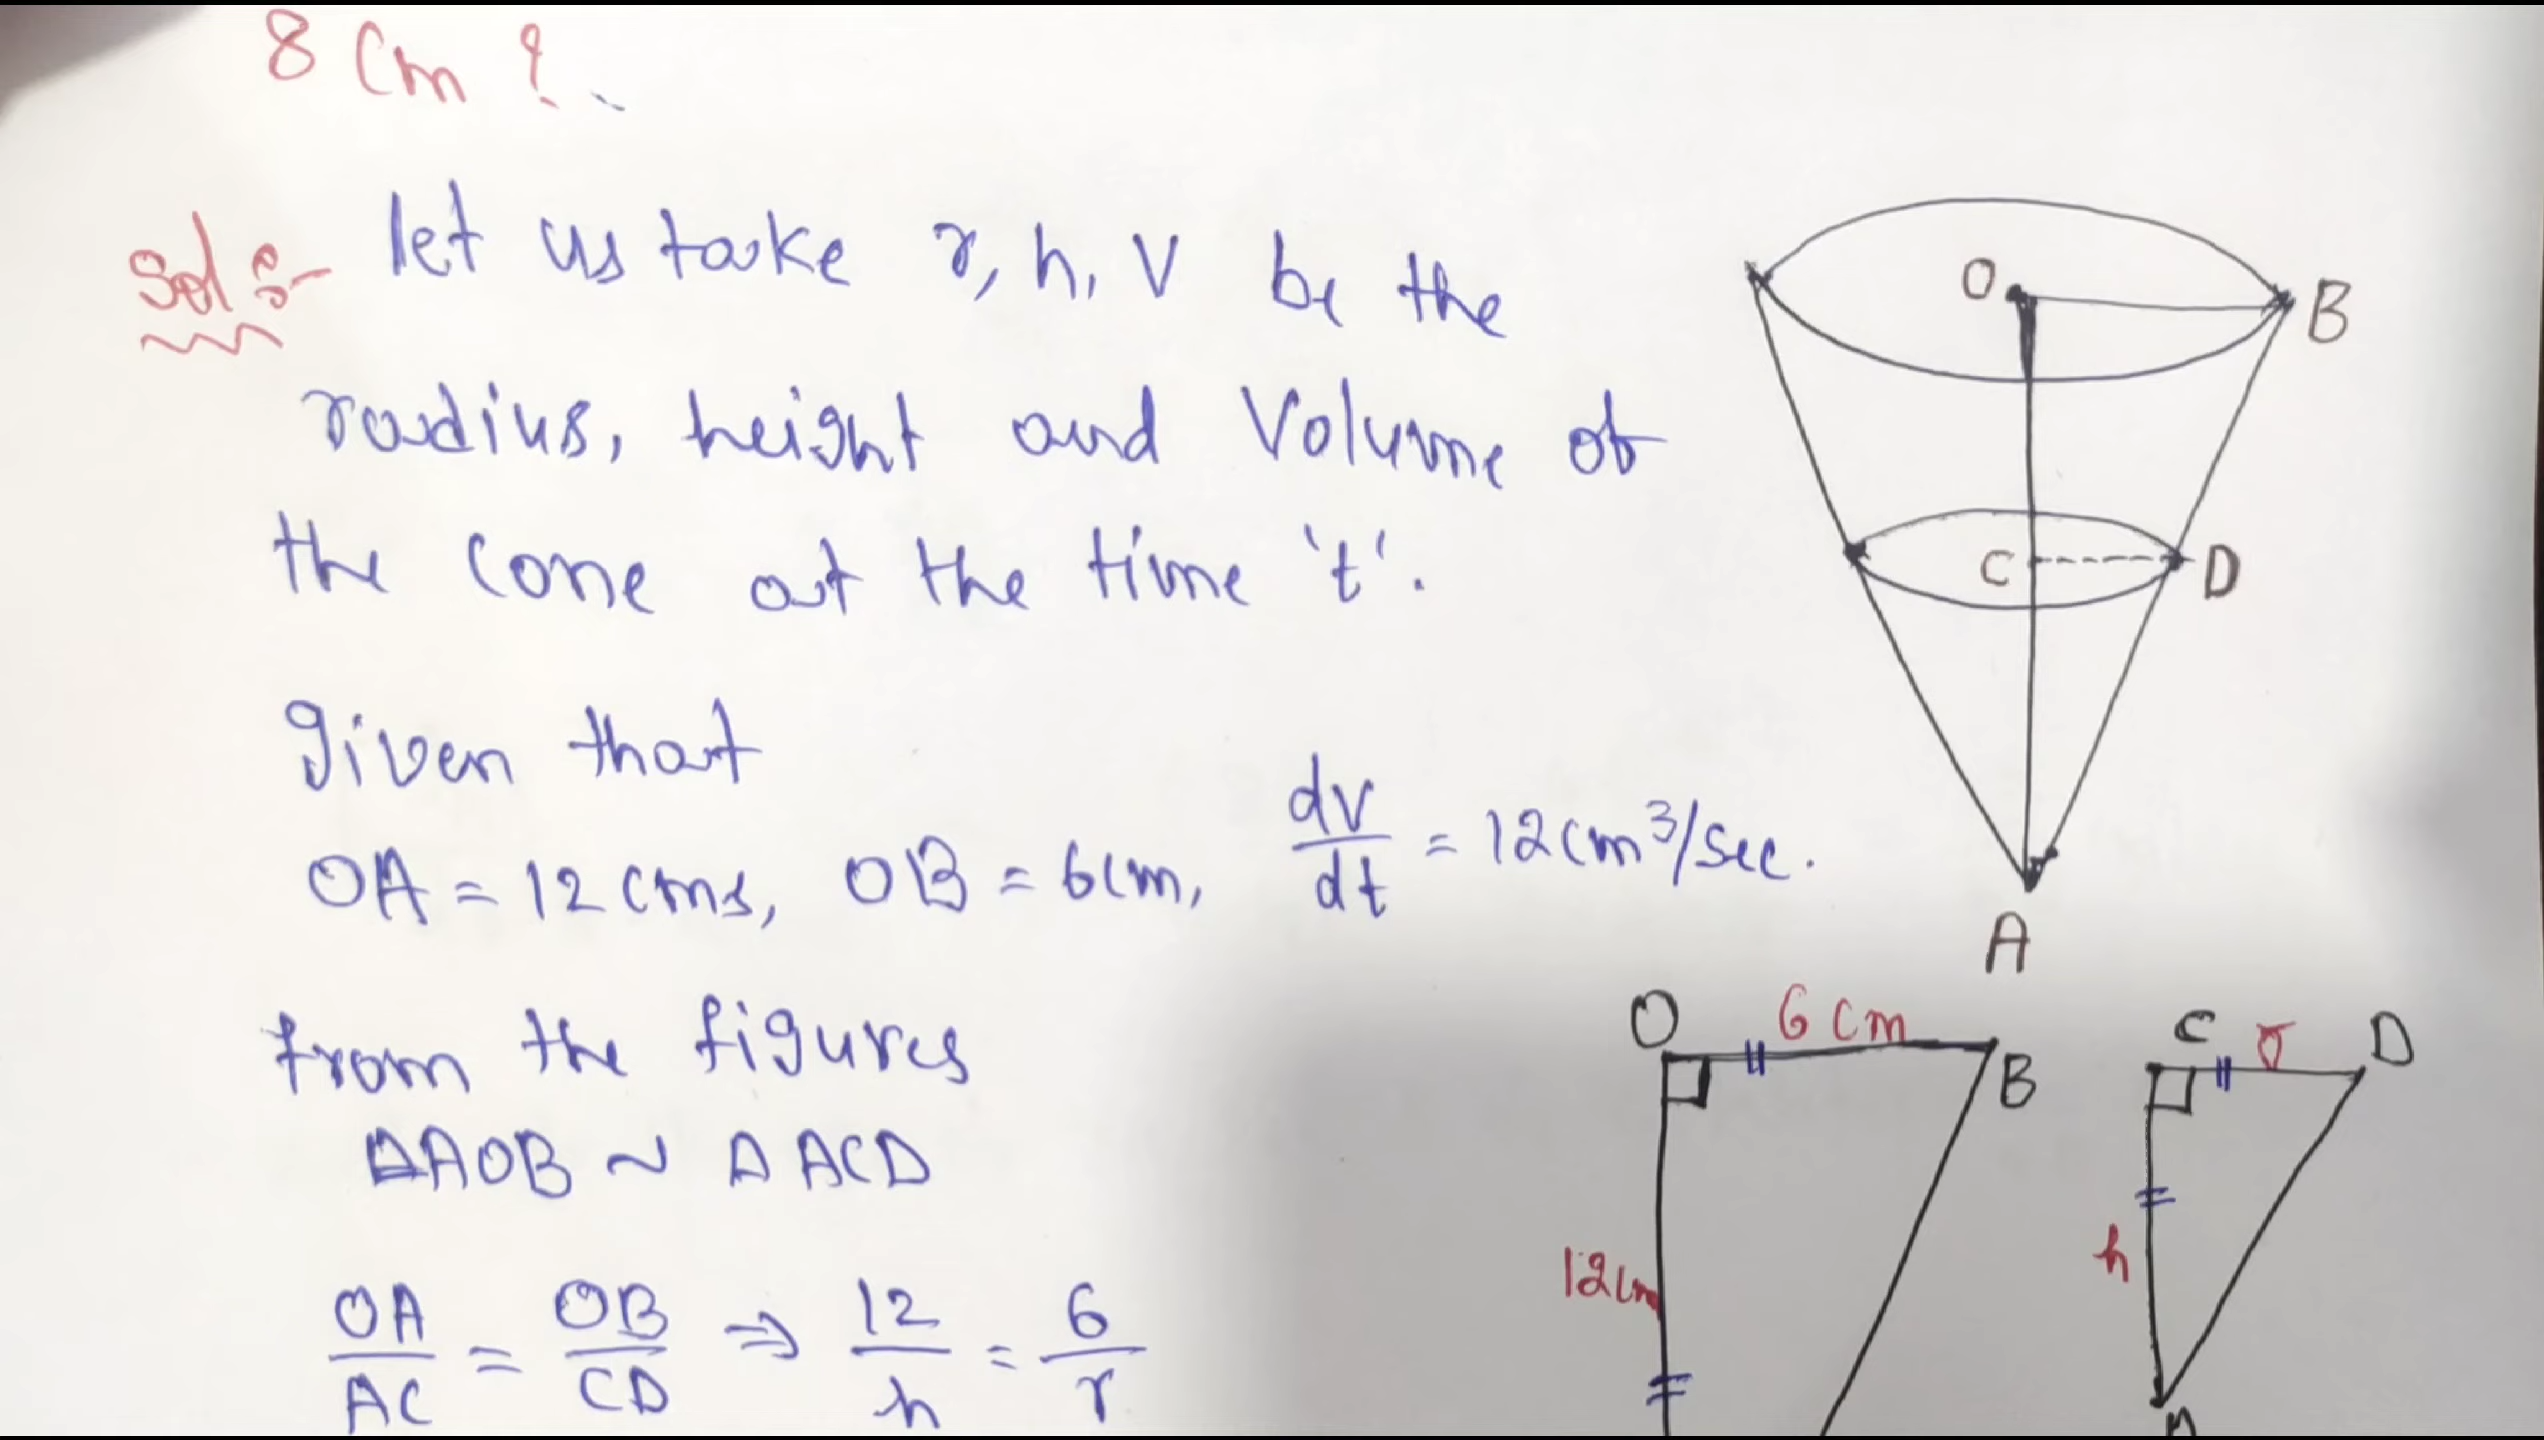 8 Cm ?
Sol :-
let us take r, h, V be the
radius, height and Volume of
the cone at the time 't'.
Given that
OA = 12 cms, OB = 6cm, dv/dt = 12cm³/sec.
from the figures
ΔAOB ~ ΔACD
OA/AC = OB/CD ⇒ 12/h = 6/r
O
B
C
D
A
O
6 cm
B
12cm
C
r
D
h